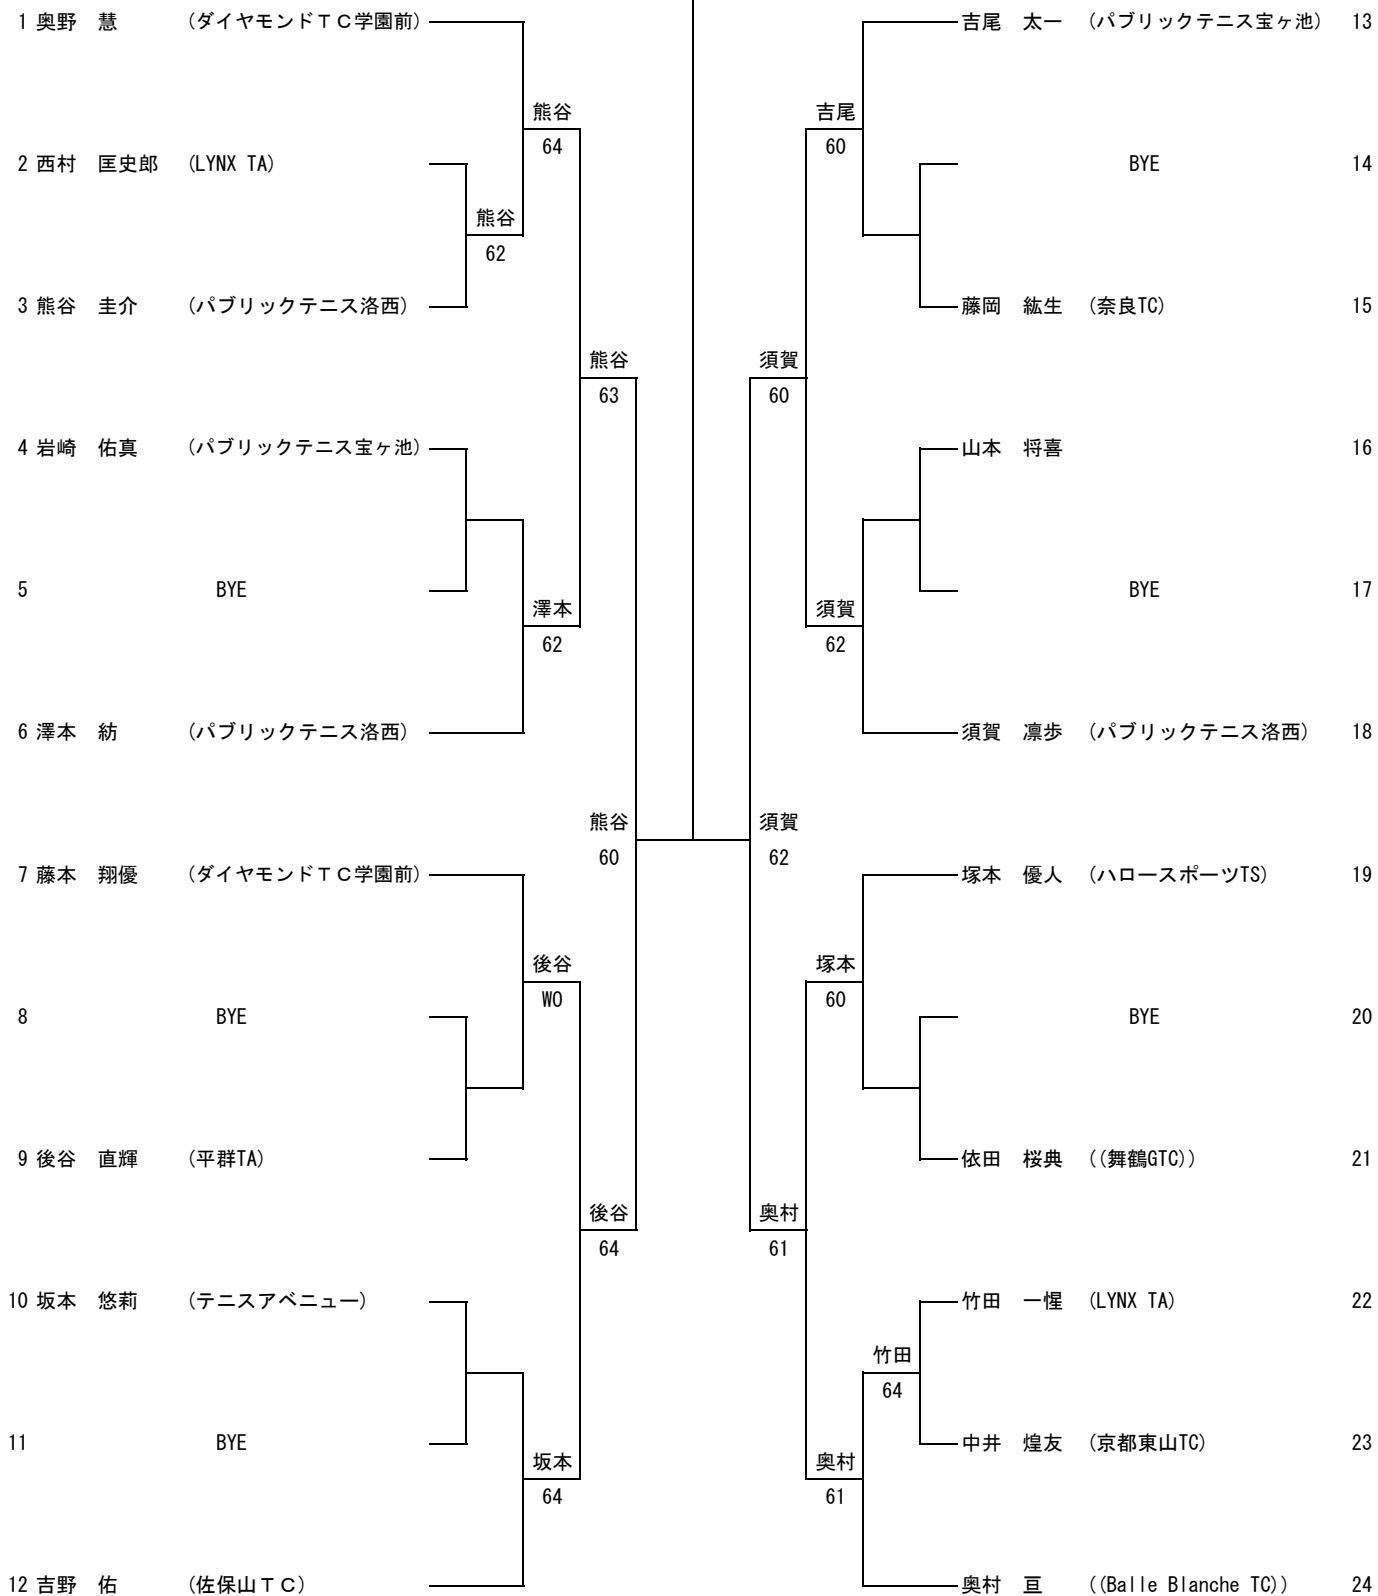 1 奥野　慧　（ダイヤモンドＴＣ学園前）
吉尾　太一　（パブリックテニス宝ヶ池）　13
熊谷
64
吉尾
60
2 西村　匡史郎　(LYNX TA)
BYE　14
熊谷
62
3 熊谷　圭介　（パブリックテニス洛西）
藤岡　紘生　（奈良TC）　15
熊谷
63
須賀
60
4 岩崎　佑真　（パブリックテニス宝ヶ池）
山本　将喜　16
5　BYE
BYE　17
澤本
62
須賀
62
6 澤本　紡　（パブリックテニス洛西）
須賀　凛歩　（パブリックテニス洛西）　18
熊谷
60
須賀
62
7 藤本　翔優　（ダイヤモンドＴＣ学園前）
塚本　優人　（ハロースポーツTS）　19
後谷
WO
塚本
60
8　BYE
BYE　20
9 後谷　直輝　（平群TA）
依田　桜典　（(舞鶴GTC)）　21
後谷
64
奥村
61
10 坂本　悠莉　（テニスアベニュー）
竹田　一惺　(LYNX TA)　22
竹田
64
11　BYE
中井　煌友　（京都東山TC）　23
坂本
64
奥村
61
12 吉野　佑　（佐保山ＴＣ）
奥村　亘　((Balle Blanche TC))　24